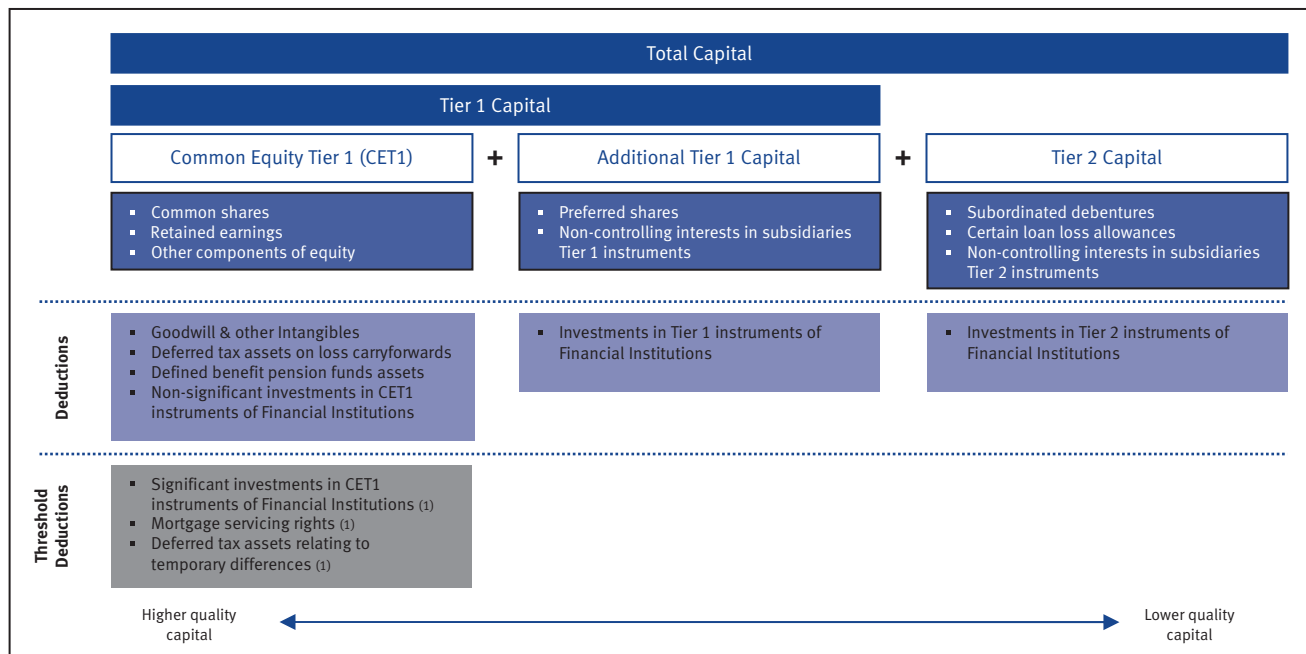 Total Capital
Tier 1 Capital
Common Equity Tier 1 (CET1)
+
Additional Tier 1 Capital
+
Tier 2 Capital
▪ Common shares
▪ Retained earnings
▪ Other components of equity
▪ Preferred shares
▪ Non-controlling interests in subsidiaries
Tier 1 instruments
▪ Subordinated debentures
▪ Certain loan loss allowances
▪ Non-controlling interests in subsidiaries
Tier 2 instruments
Deductions
▪ Goodwill & other Intangibles
▪ Deferred tax assets on loss carryforwards
▪ Defined benefit pension funds assets
▪ Non-significant investments in CET1
instruments of Financial Institutions
▪ Investments in Tier 1 instruments of
Financial Institutions
▪ Investments in Tier 2 instruments of
Financial Institutions
Threshold
Deductions
▪ Significant investments in CET1
instruments of Financial Institutions (1)
▪ Mortgage servicing rights (1)
▪ Deferred tax assets relating to
temporary differences (1)
Higher quality
capital
Lower quality
capital